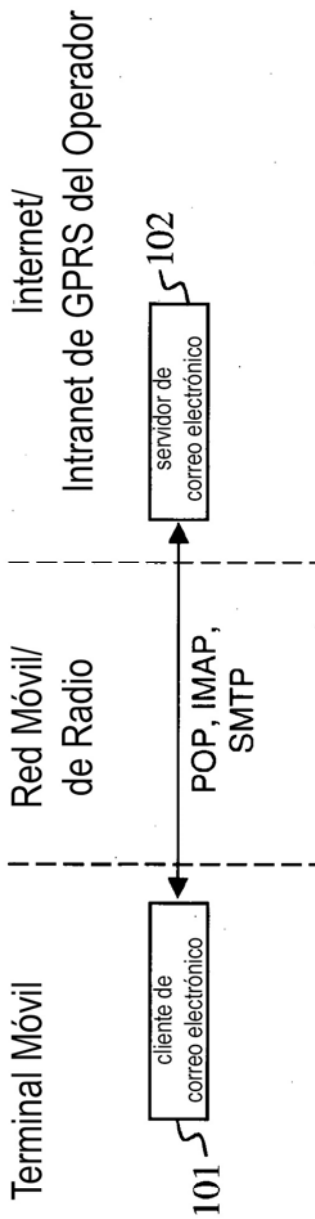 Terminal Móvil
Red Móvil/
de Radio
Internet/
Intranet de GPRS del Operador
cliente de
correo electrónico
101
POP, IMAP,
SMTP
servidor de
correo electrónico
102